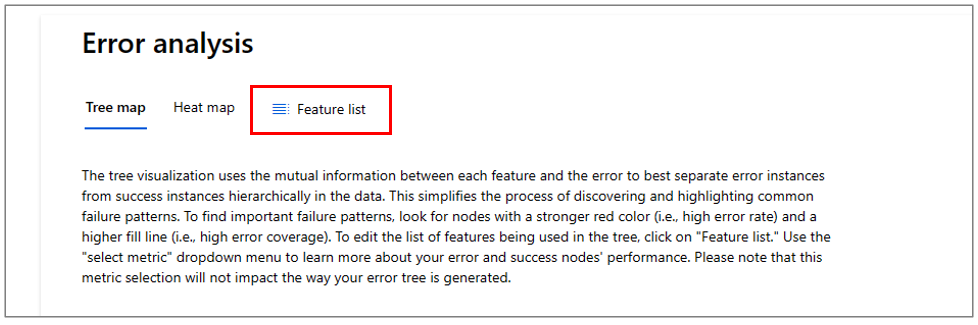 Error analysis
Tree map Heat map Feature list
The tree visualization uses the mutual information between each feature and the error to best separate error instances
from success instances hierarchically in the data. This simplifies the process of discovering and highlighting common
failure patterns. To find important failure patterns, look for nodes with a stronger red color (i.e., high error rate) and a
higher fill line (i.e., high error coverage). To edit the list of features being used in the tree, click on "Feature list." Use the
"select metric" dropdown menu to learn more about your error and success nodes' performance. Please note that this
metric selection will not impact the way your error tree is generated.